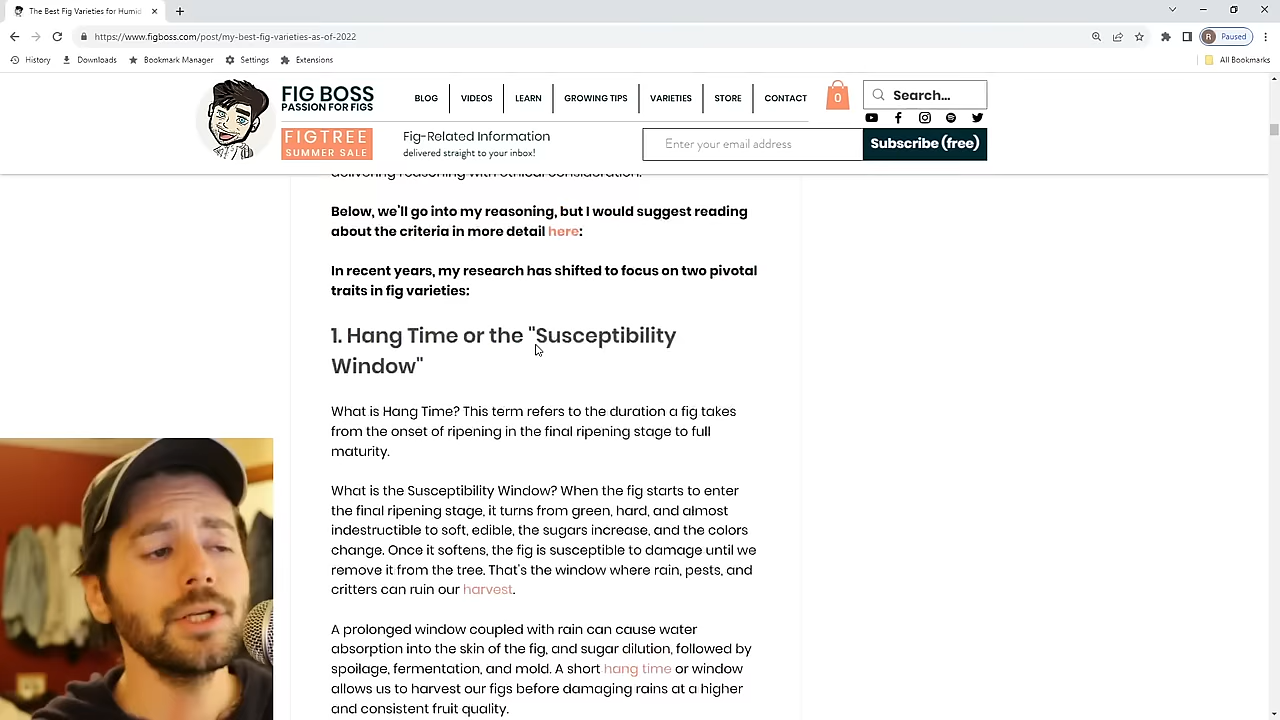 The Best Fig Varieties for Humid
https://www.figboss.com/post/my-best-fig-varieties-as-of-2022
R Paused
History Downloads Bookmark Manager Settings Extensions All Bookmarks
FIG BOSS
PASSION FOR FIGS
BLOG VIDEOS LEARN GROWING TIPS VARIETIES STORE CONTACT
0
Search...
FIGTREE
SUMMER SALE
Fig-Related Information
delivered straight to your inbox!
Enter your email address
Subscribe (free)
delivering reasoning with ethical consideration.
Below, we'll go into my reasoning, but I would suggest reading
about the criteria in more detail here:
In recent years, my research has shifted to focus on two pivotal
traits in fig varieties:
1. Hang Time or the "Susceptibility
Window"
What is Hang Time? This term refers to the duration a fig takes
from the onset of ripening in the final ripening stage to full
maturity.
What is the Susceptibility Window? When the fig starts to enter
the final ripening stage, it turns from green, hard, and almost
indestructible to soft, edible, the sugars increase, and the colors
change. Once it softens, the fig is susceptible to damage until we
remove it from the tree. That's the window where rain, pests, and
critters can ruin our harvest.
A prolonged window coupled with rain can cause water
absorption into the skin of the fig, and sugar dilution, followed by
spoilage, fermentation, and mold. A short hang time or window
allows us to harvest our figs before damaging rains at a higher
and consistent fruit quality.